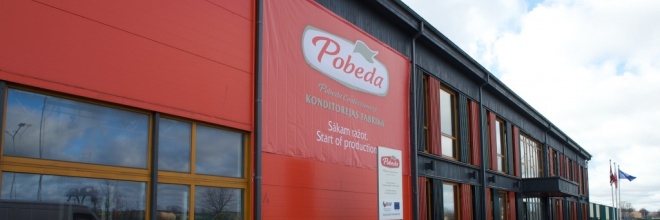 Pobeda
KONDITOREJAS FABRIKA
Sākam ražot.
Start of production
Pobeda